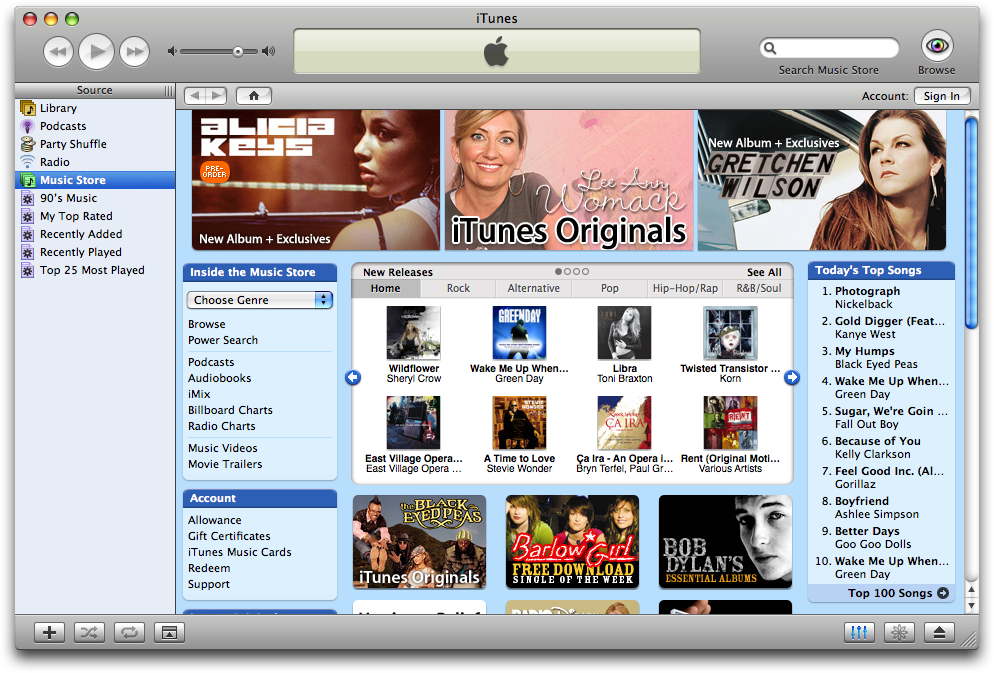 iTunes
Search Music Store
Browse
Source
Account:
Sign In
Library
Podcasts
Party Shuffle
Radio
Music Store
90's Music
My Top Rated
Recently Added
Recently Played
Top 25 Most Played
ALICIA
KEYS
PRE-
ORDER
New Album + Exclusives
Lee Ann
Womack
iTunes Originals
New Album + Exclusives
GRETCHEN
WILSON
Inside the Music Store
Choose Genre
Browse
Power Search
Podcasts
Audiobooks
iMix
Billboard Charts
Radio Charts
Music Videos
Movie Trailers
Account
Allowance
Gift Certificates
iTunes Music Cards
Redeem
Support
New Releases
See All
Home
Rock
Alternative
Pop
Hip-Hop/Rap
R&B/Soul
GREENDAY
Wildflower
Sheryl Crow
Wake Me Up When...
Green Day
Libra
Toni Braxton
Twisted Transistor ...
Korn
STEVIE
WONDER
ÇA IRA
RENT
East Village Opera...
East Village Opera ...
A Time to Love
Stevie Wonder
Ça Ira - An Opera i...
Bryn Terfel, Paul Gr...
Rent (Original Moti...
Various Artists
the BLACK
EYED PEAS
iTunes Originals
BarlowGirl
FREE DOWNLOAD
SINGLE OF THE WEEK
BOB
DYLAN'S
ESSENTIAL ALBUMS
Today's Top Songs
1. Photograph
Nickelback
2. Gold Digger (Feat...
Kanye West
3. My Humps
Black Eyed Peas
4. Wake Me Up When...
Green Day
5. Sugar, We're Goin ...
Fall Out Boy
6. Because of You
Kelly Clarkson
7. Feel Good Inc. (Al...
Gorillaz
8. Boyfriend
Ashlee Simpson
9. Better Days
Goo Goo Dolls
10. Wake Me Up When...
Green Day
Top 100 Songs